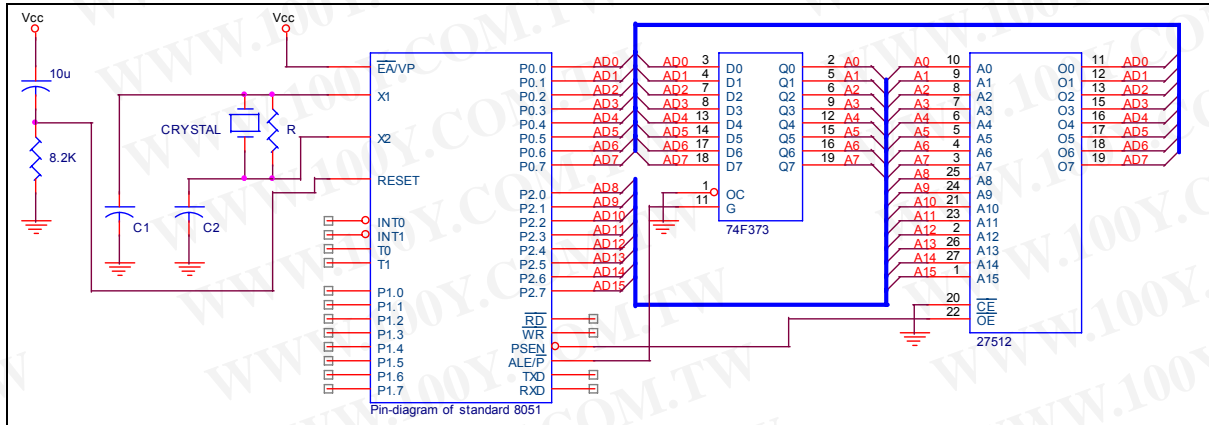 Vcc
10u
8.2K
C1
C2
CRYSTAL
R
Vcc
EA/VP
X1
X2
RESET
INT0
INT1
T0
T1
P1.0
P1.1
P1.2
P1.3
P1.4
P1.5
P1.6
P1.7
P0.0 AD0
P0.1 AD1
P0.2 AD2
P0.3 AD3
P0.4 AD4
P0.5 AD5
P0.6 AD6
P0.7 AD7
P2.0 AD8
P2.1 AD9
P2.2 AD10
P2.3 AD11
P2.4 AD12
P2.5 AD13
P2.6 AD14
P2.7 AD15
RD
WR
PSEN
ALE/P
TXD
RXD
Pin-diagram of standard 8051
AD0 3 D0 Q0 2 A0
AD1 4 D1 Q1 5 A1
AD2 7 D2 Q2 6 A2
AD3 8 D3 Q3 9 A3
AD4 13 D4 Q4 12 A4
AD5 14 D5 Q5 15 A5
AD6 17 D6 Q6 16 A6
AD7 18 D7 Q7 19 A7
1 OC
11 G
74F373
A0 10 A0 O0 11 AD0
A1 9 A1 O1 12 AD1
A2 8 A2 O2 13 AD2
A3 7 A3 O3 15 AD3
A4 6 A4 O4 16 AD4
A5 5 A5 O5 17 AD5
A6 4 A6 O6 18 AD6
A7 3 A7 O7 19 AD7
A8 25 A8
A9 24 A9
A10 21 A10
A11 23 A11
A12 2 A12
A13 26 A13
A14 27 A14
A15 1 A15
20 CE
22 OE
27512
WWW.100Y.COM.TW